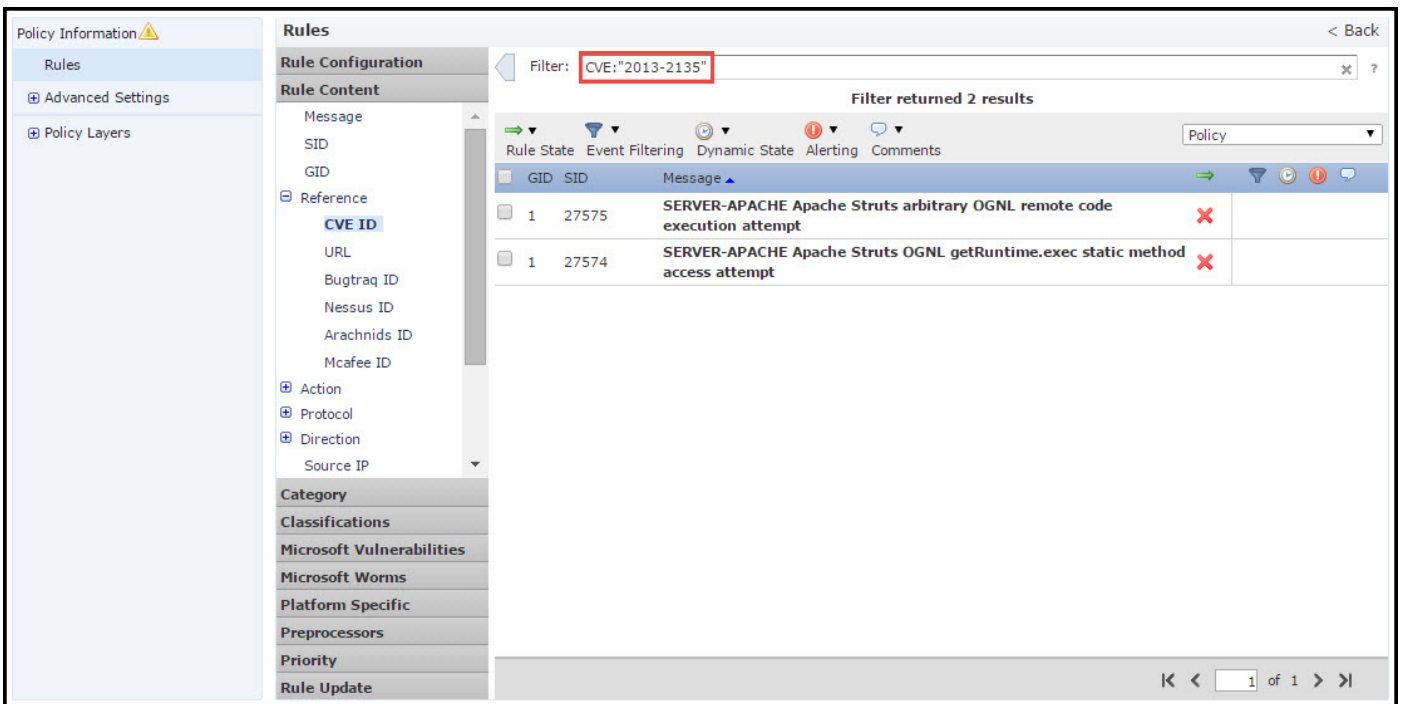 Policy Information
Rules
Advanced Settings
Policy Layers
Rules
< Back
Rule Configuration
Rule Content
Message
SID
GID
Reference
CVE ID
URL
Bugtraq ID
Nessus ID
Arachnids ID
Mcafee ID
Action
Protocol
Direction
Source IP
Category
Classifications
Microsoft Vulnerabilities
Microsoft Worms
Platform Specific
Preprocessors
Priority
Rule Update
Filter: CVE:"2013-2135" ?
Filter returned 2 results
Rule State Event Filtering Dynamic State Alerting Comments
Policy
GID SID Message
1 27575 SERVER-APACHE Apache Struts arbitrary OGNL remote code
execution attempt
1 27574 SERVER-APACHE Apache Struts OGNL getRuntime.exec static method
access attempt
1 of 1